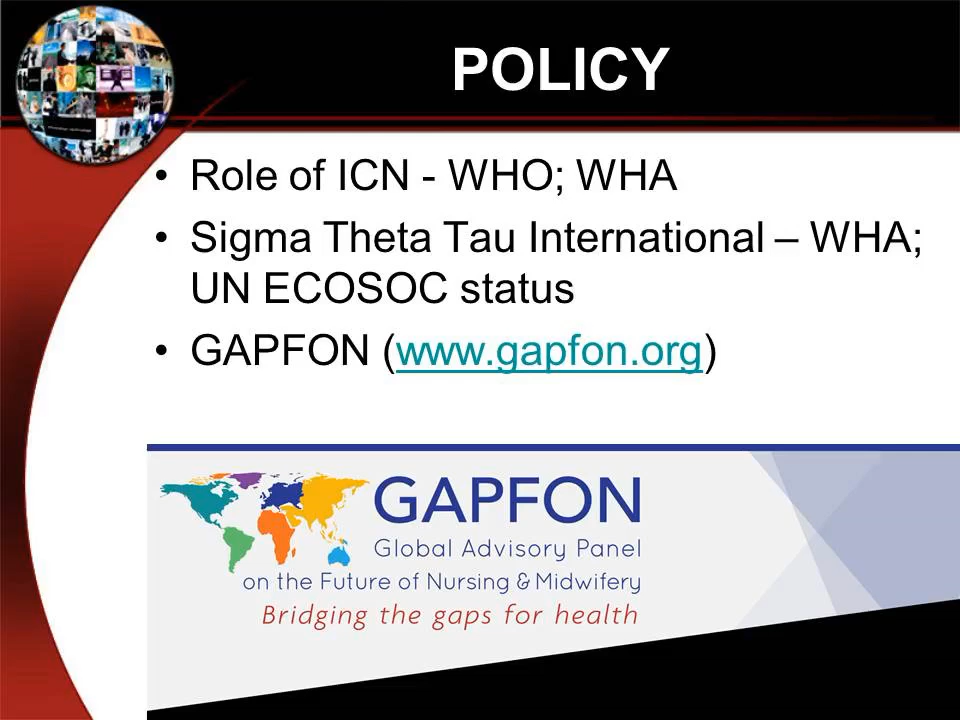 POLICY
• Role of ICN - WHO; WHA
• Sigma Theta Tau International – WHA;
UN ECOSOC status
• GAPFON (www.gapfon.org)
GAPFON
Global Advisory Panel
on the Future of Nursing & Midwifery
Bridging the gaps for health